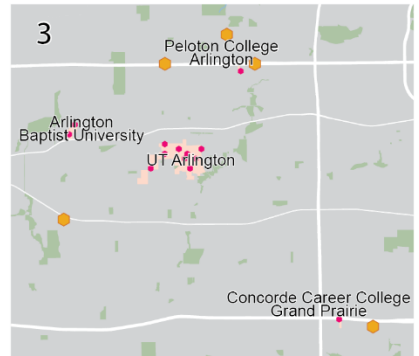 3
Peloton College
Arlington
Arlington
Baptist University
UT Arlington
Concorde Career College
Grand Prairie